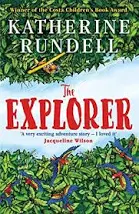 Winner of the Costa Children's Book Award
KATHERINE
RUNDELL
The
EXPLORER
'A very exciting adventure story – I loved it'
Jacqueline Wilson